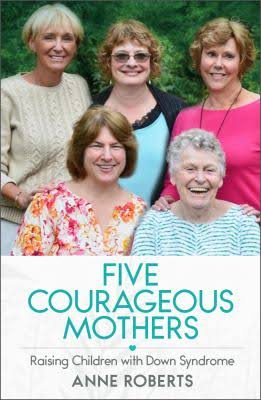 FIVE
COURAGEOUS
MOTHERS
Raising Children with Down Syndrome
ANNE ROBERTS